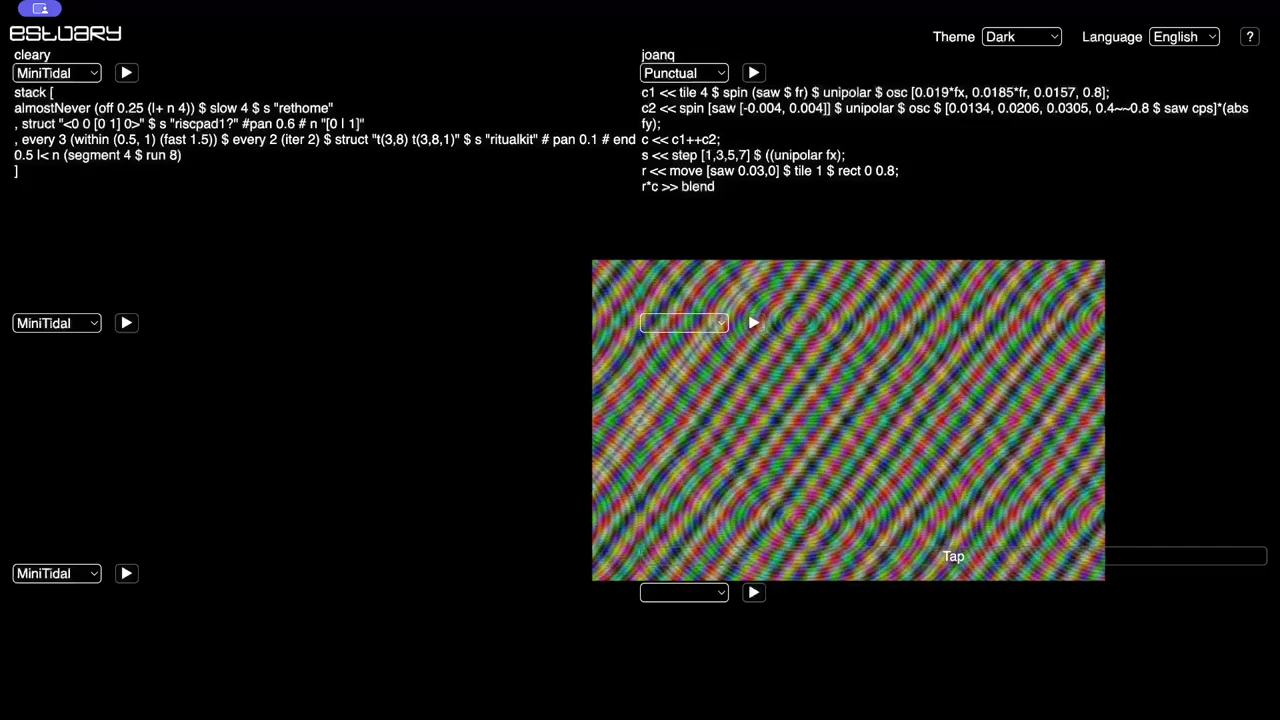 ESTUARY
Theme Dark Language English ?
cleary
MiniTidal
stack [
almostNever (off 0.25 (|+ n 4)) $ slow 4 $ s "rethome"
, struct "<0 0 [0 1] 0>" $ s "riscpad1?" #pan 0.6 # n "[0 | 1]"
, every 3 (within (0.5, 1) (fast 1.5)) $ every 2 (iter 2) $ struct "t(3,8) t(3,8,1)" $ s "ritualkit" # pan 0.1 # end
0.5 |< n (segment 4 $ run 8)
]
joanq
Punctual
c1 << tile 4 $ spin (saw $ fr) $ unipolar $ osc [0.019*fx, 0.0185*fr, 0.0157, 0.8];
c2 << spin [saw [-0.004, 0.004]] $ unipolar $ osc $ [0.0134, 0.0206, 0.0305, 0.4~~0.8 $ saw cps]*(abs
fy);
c << c1++c2;
s << step [1,3,5,7] $ ((unipolar fx);
r << move [saw 0.03,0] $ tile 1 $ rect 0 0.8;
r*c >> blend
MiniTidal
Tap
MiniTidal